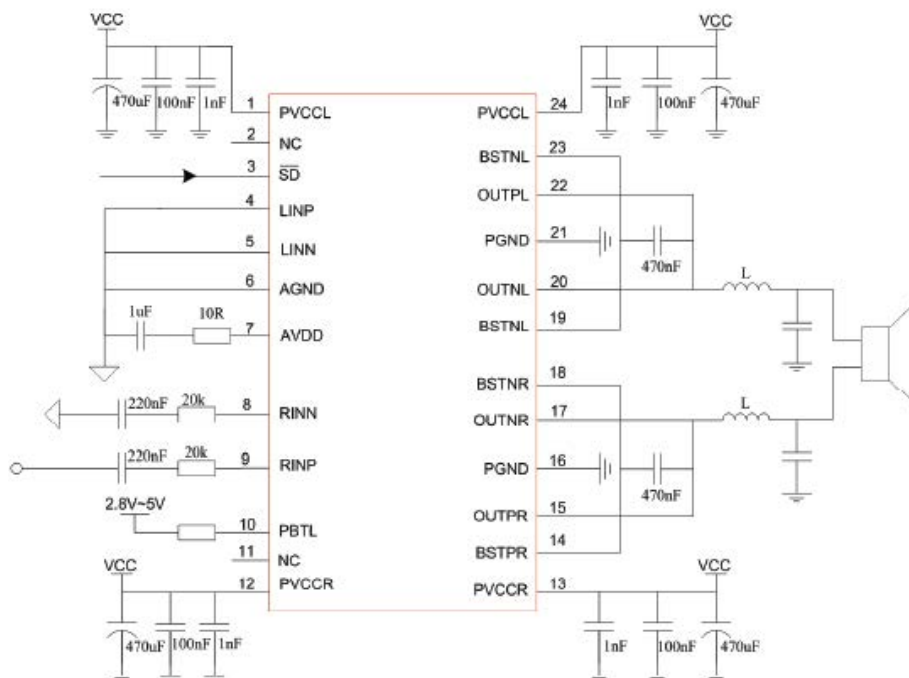 VCC
470uF
100nF
1nF
1
PVCCL
2
NC
3
SD
4
LINP
5
LINN
6
AGND
1uF
10R
7
AVDD
220nF
20k
8
RINN
220nF
20k
9
RINP
2.8V~5V
10
PBTL
11
NC
12
PVCCR
VCC
470uF
100nF
1nF
VCC
1nF
100nF
470uF
24
PVCCL
23
BSTNL
22
OUTPL
21
PGND
470nF
20
OUTNL
L
19
BSTNL
18
BSTNR
17
OUTNR
L
16
PGND
470nF
15
OUTPR
14
BSTPR
13
PVCCR
VCC
1nF
100nF
470uF